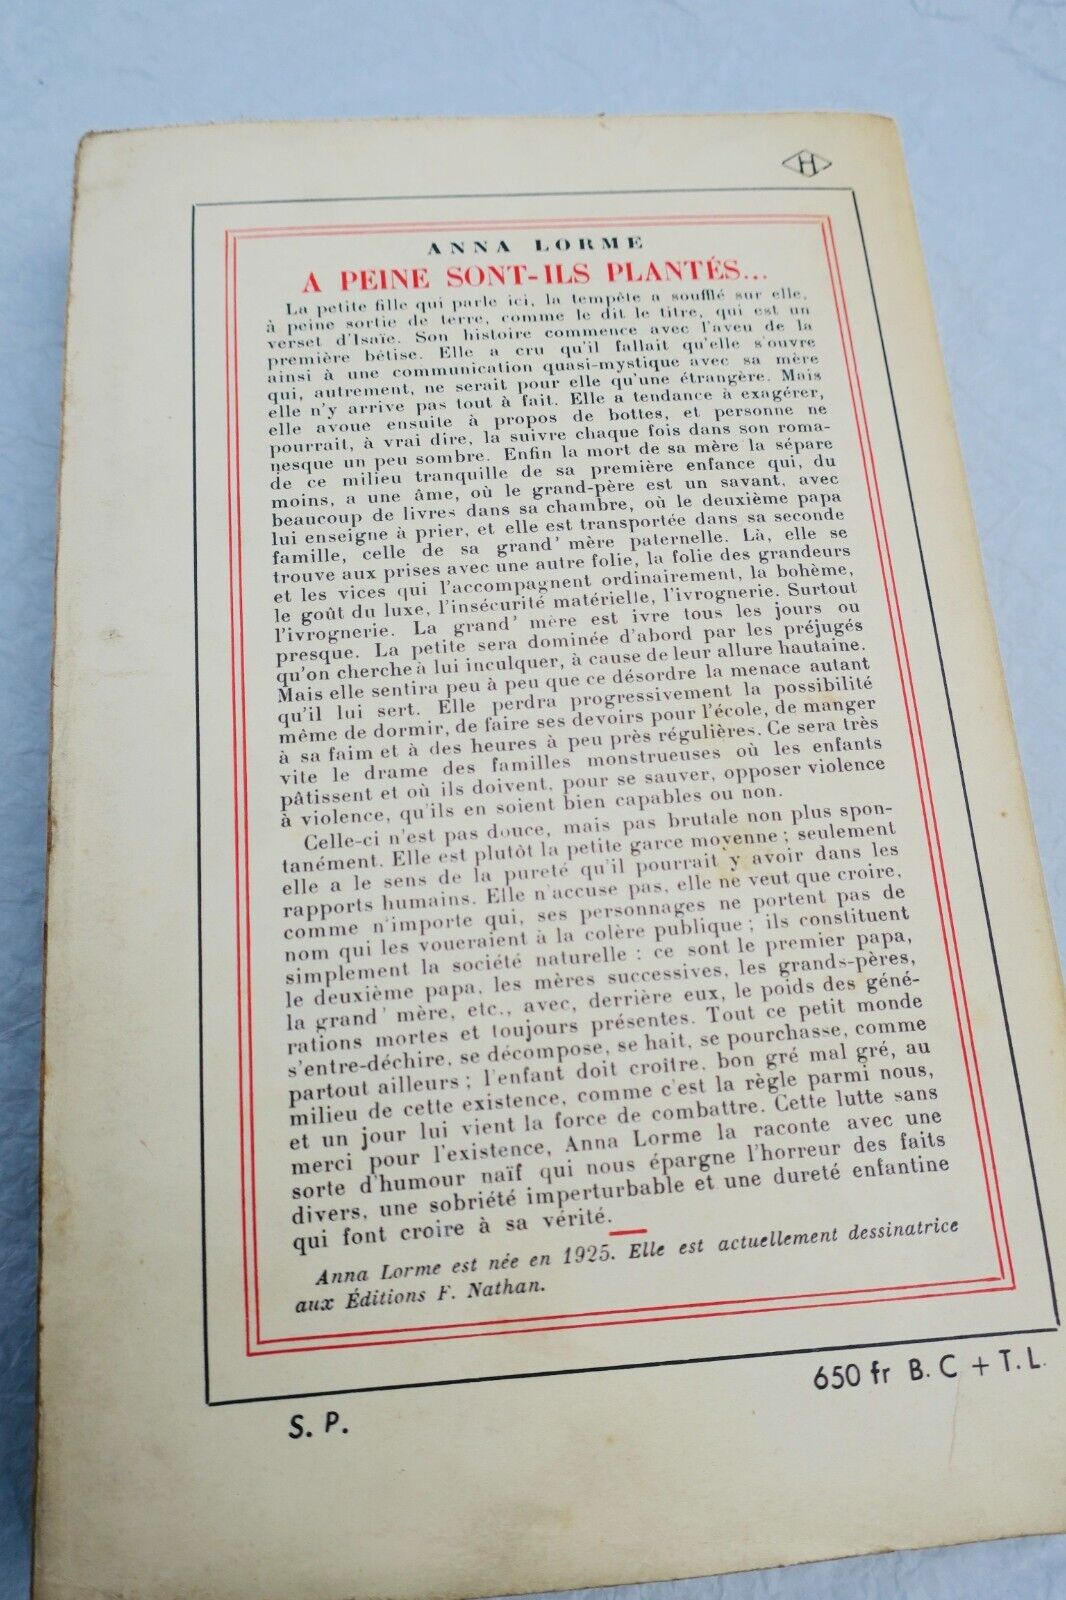 H
ANNA LORME
A PEINE SONT-ILS PLANTÉS...
La petite fille qui parle ici, la tempête a soufflé sur elle,
à peine sortie de terre, comme le dit le titre, qui est un
verset d'Isaïe. Son histoire commence avec l'aveu de la
première bêtise. Elle a cru qu'il fallait qu'elle s'ouvre
ainsi à une communication quasi-mystique avec sa mère
qui, autrement, ne serait pour elle qu'une étrangère. Mais
elle n'y arrive pas tout à fait. Elle a tendance à exagérer,
elle avoue ensuite à propos de bottes, et personne ne
pourrait, à vrai dire, la suivre chaque fois dans son roma-
nesque un peu sombre. Enfin la mort de sa mère la sépare
de ce milieu tranquille de sa première enfance qui, du
moins, a une âme, où le grand-père est un savant, avec
beaucoup de livres dans sa chambre, où le deuxième papa
lui enseigne à prier, et elle est transportée dans sa seconde
famille, celle de sa grand' mère paternelle. Là, elle se
trouve aux prises avec une autre folie, la folie des grandeurs
et les vices qui l'accompagnent ordinairement, la bohème,
le goût du luxe, l'insécurité matérielle, l'ivrognerie. Surtout
l'ivrognerie. La grand' mère est ivre tous les jours ou
presque. La petite sera dominée d'abord par les préjugés
qu'on cherche à lui inculquer, à cause de leur allure hautaine.
Mais elle sentira peu à peu que ce désordre la menace autant
qu'il lui sert. Elle perdra progressivement la possibilité
même de dormir, de faire ses devoirs pour l'école, de manger
à sa faim et à des heures à peu près régulières. Ce sera très
vite le drame des familles monstrueuses où les enfants
pâtissent et où ils doivent, pour se sauver, opposer violence
à violence, qu'ils en soient bien capables ou non.
Celle-ci n'est pas douce, mais pas brutale non plus spon-
tanément. Elle est plutôt la petite garce moyenne ; seulement
elle a le sens de la pureté qu'il pourrait y avoir dans les
rapports humains. Elle n'accuse pas, elle ne veut que croire,
comme n'importe qui, ses personnages ne portent pas de
nom qui les voueraient à la colère publique ; ils constituent
simplement la société naturelle : ce sont le premier papa,
le deuxième papa, les mères successives, les grands-pères,
la grand' mère, etc., avec, derrière eux, le poids des géné-
rations mortes et toujours présentes. Tout ce petit monde
s'entre-déchire, se décompose, se hait, se pourchasse, comme
partout ailleurs ; l'enfant doit croître, bon gré mal gré, au
milieu de cette existence, comme c'est la règle parmi nous,
et un jour lui vient la force de combattre. Cette lutte sans
merci pour l'existence, Anna Lorme la raconte avec une
sorte d'humour naïf qui nous épargne l'horreur des faits
divers, une sobriété imperturbable et une dureté enfantine
qui font croire à sa vérité.
Anna Lorme est née en 1925. Elle est actuellement dessinatrice
aux Éditions F. Nathan.
650 fr B. C + T. L.
S. P.